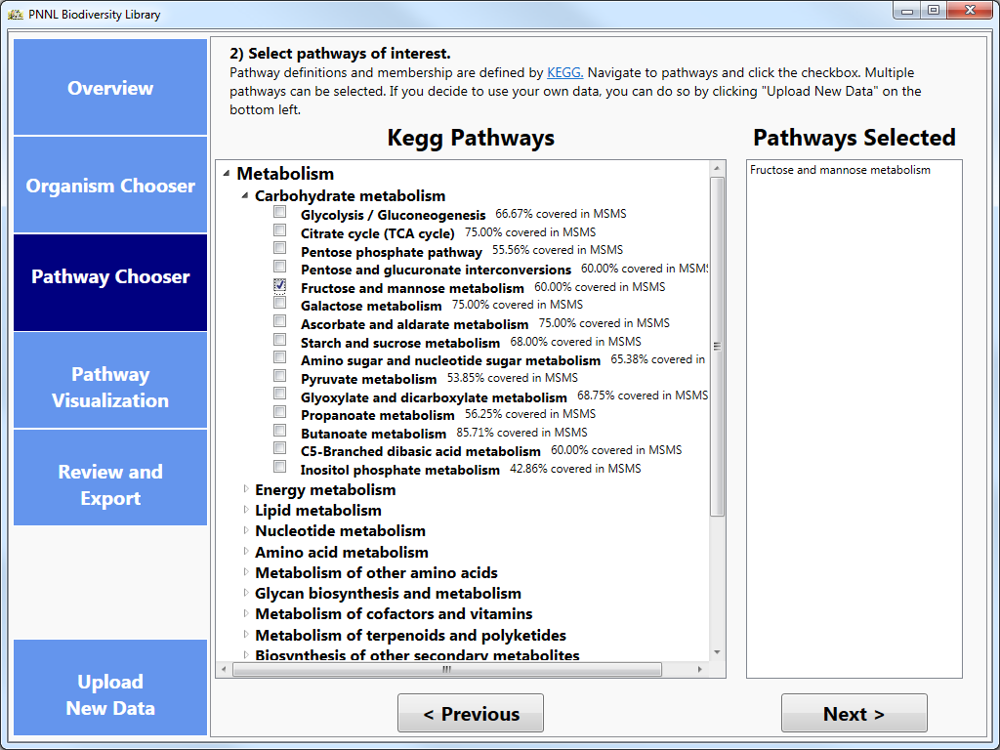 PNNL Biodiversity Library
Overview
Organism Chooser
Pathway Chooser
Pathway
Visualization
Review and
Export
Upload
New Data
2) Select pathways of interest.
Pathway definitions and membership are defined by KEGG. Navigate to pathways and click the checkbox. Multiple
pathways can be selected. If you decide to use your own data, you can do so by clicking "Upload New Data" on the
bottom left.
Kegg Pathways
Metabolism
Carbohydrate metabolism
Glycolysis / Gluconeogenesis 66.67% covered in MSMS
Citrate cycle (TCA cycle) 75.00% covered in MSMS
Pentose phosphate pathway 55.56% covered in MSMS
Pentose and glucuronate interconversions 60.00% covered in MSMS
Fructose and mannose metabolism 60.00% covered in MSMS
Galactose metabolism 75.00% covered in MSMS
Ascorbate and aldarate metabolism 75.00% covered in MSMS
Starch and sucrose metabolism 68.00% covered in MSMS
Amino sugar and nucleotide sugar metabolism 65.38% covered in
Pyruvate metabolism 53.85% covered in MSMS
Glyoxylate and dicarboxylate metabolism 68.75% covered in MSMS
Propanoate metabolism 56.25% covered in MSMS
Butanoate metabolism 85.71% covered in MSMS
C5-Branched dibasic acid metabolism 60.00% covered in MSMS
Inositol phosphate metabolism 42.86% covered in MSMS
Energy metabolism
Lipid metabolism
Nucleotide metabolism
Amino acid metabolism
Metabolism of other amino acids
Glycan biosynthesis and metabolism
Metabolism of cofactors and vitamins
Metabolism of terpenoids and polyketides
Biosynthesis of other secondary metabolites
Pathways Selected
Fructose and mannose metabolism
< Previous
Next >